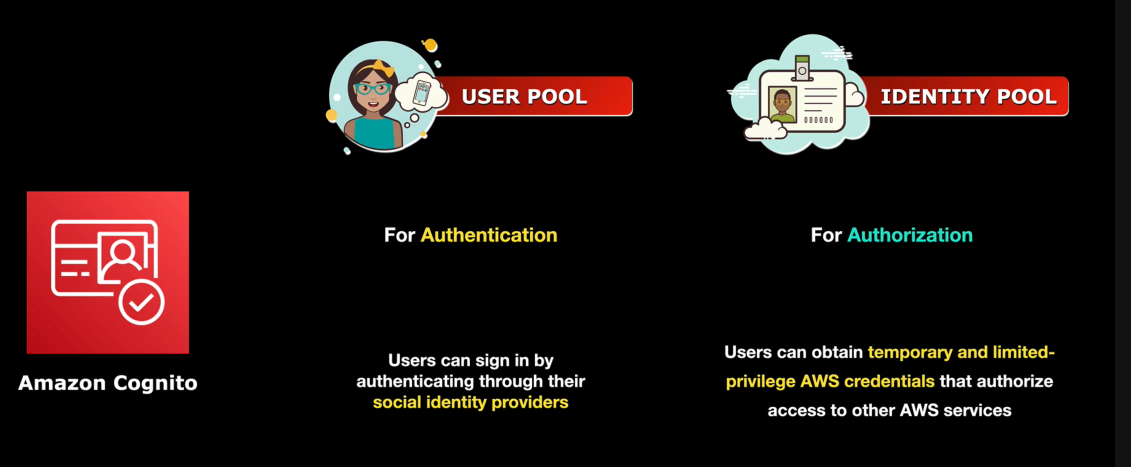 USER POOL
IDENTITY POOL
For Authentication
For Authorization
Amazon Cognito
Users can sign in by
authenticating through their
social identity providers
Users can obtain temporary and limited-
privilege AWS credentials that authorize
access to other AWS services